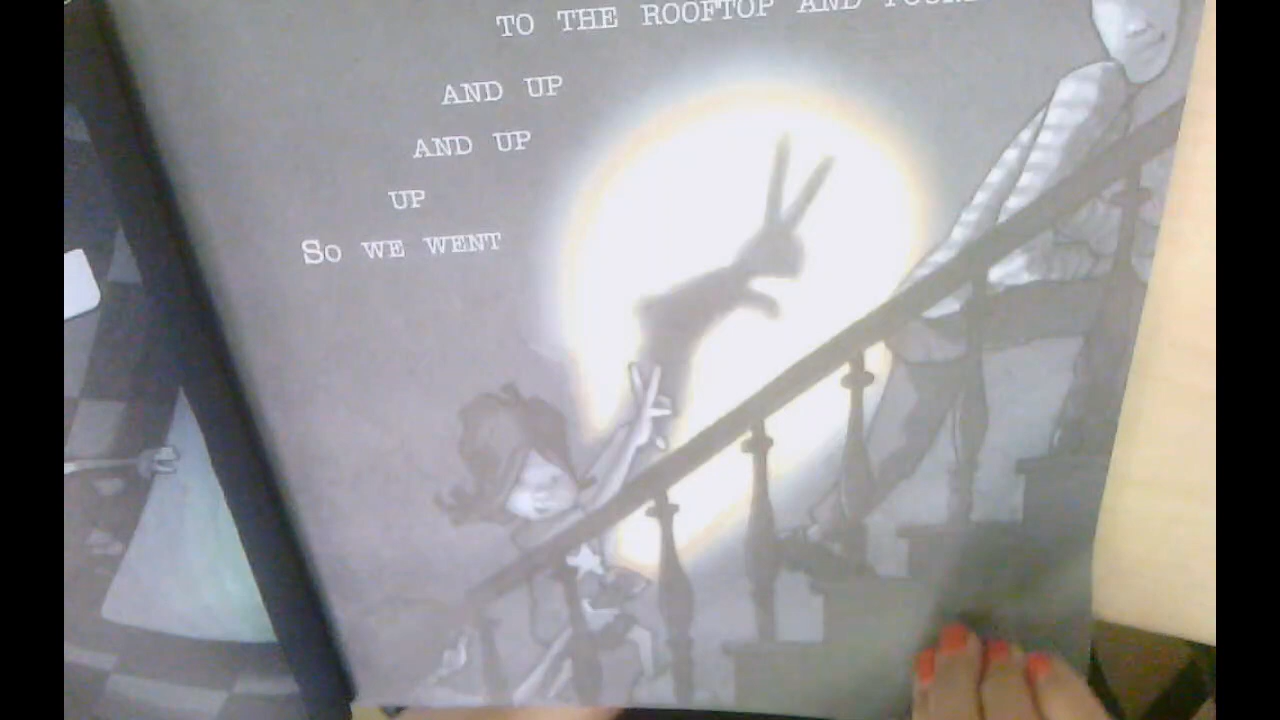 SO WE WENT
UP
AND UP
AND UP
TO THE ROOFTOP AND